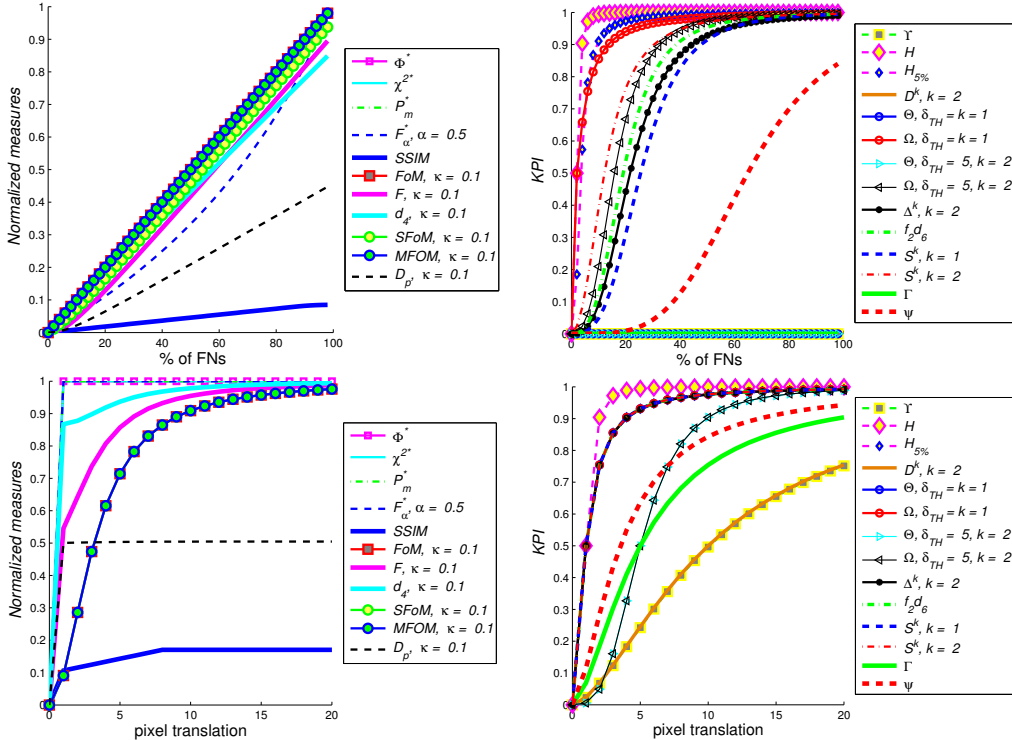 Normalized measures
1
0.9
0.8
0.7
0.6
0.5
0.4
0.3
0.2
0.1
0
0 20 40 60 80 100
% of FNs
Φ*
χ²*
P*m
F*α, α = 0.5
SSIM
FoM, κ = 0.1
F, κ = 0.1
d4, κ = 0.1
SFoM, κ = 0.1
MFOM, κ = 0.1
Dp, κ = 0.1
KPI
1
0.9
0.8
0.7
0.6
0.5
0.4
0.3
0.2
0.1
0
0 20 40 60 80 100
% of FNs
ϒ
H
H5%
D^k, k = 2
Θ, δTH = k = 1
Ω, δTH = k = 1
Θ, δTH = 5, k = 2
Ω, δTH = 5, k = 2
Δ^k, k = 2
f2d6
S^k, k = 1
S^k, k = 2
Γ
ψ
Normalized measures
1
0.9
0.8
0.7
0.6
0.5
0.4
0.3
0.2
0.1
0
0 5 10 15 20
pixel translation
Φ*
χ²*
P*m
F*α, α = 0.5
SSIM
FoM, κ = 0.1
F, κ = 0.1
d4, κ = 0.1
SFoM, κ = 0.1
MFOM, κ = 0.1
Dp, κ = 0.1
KPI
1
0.9
0.8
0.7
0.6
0.5
0.4
0.3
0.2
0.1
0
0 5 10 15 20
pixel translation
ϒ
H
H5%
D^k, k = 2
Θ, δTH = k = 1
Ω, δTH = k = 1
Θ, δTH = 5, k = 2
Ω, δTH = 5, k = 2
Δ^k, k = 2
f2d6
S^k, k = 1
S^k, k = 2
Γ
ψ